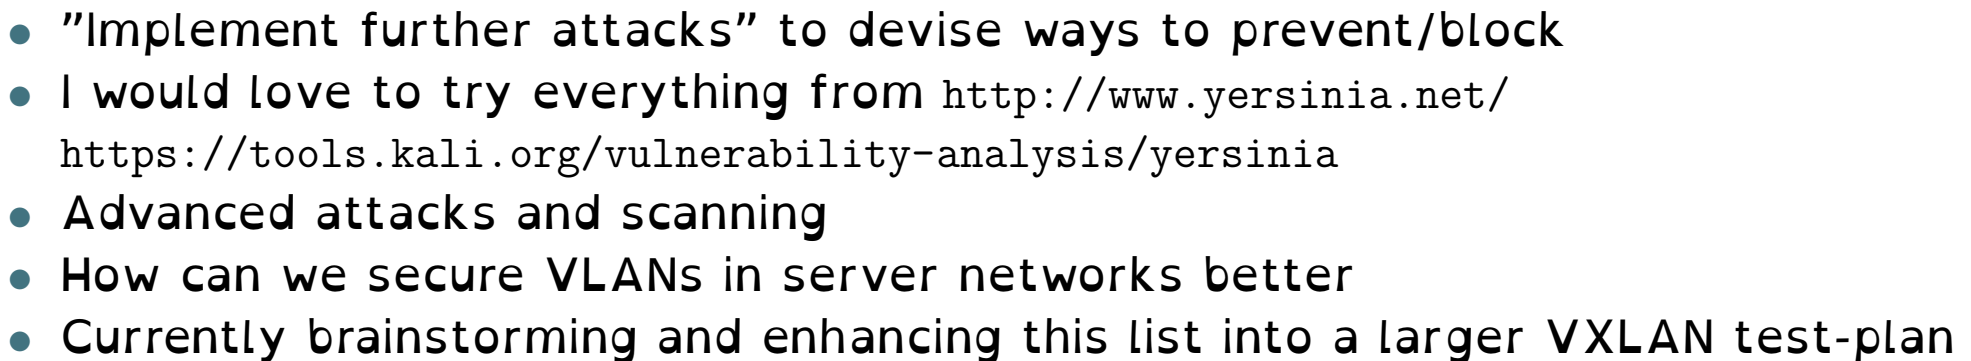 • ”Implement further attacks” to devise ways to prevent/block
• I would love to try everything from http://www.yersinia.net/
https://tools.kali.org/vulnerability-analysis/yersinia
• Advanced attacks and scanning
• How can we secure VLANs in server networks better
• Currently brainstorming and enhancing this list into a larger VXLAN test-plan